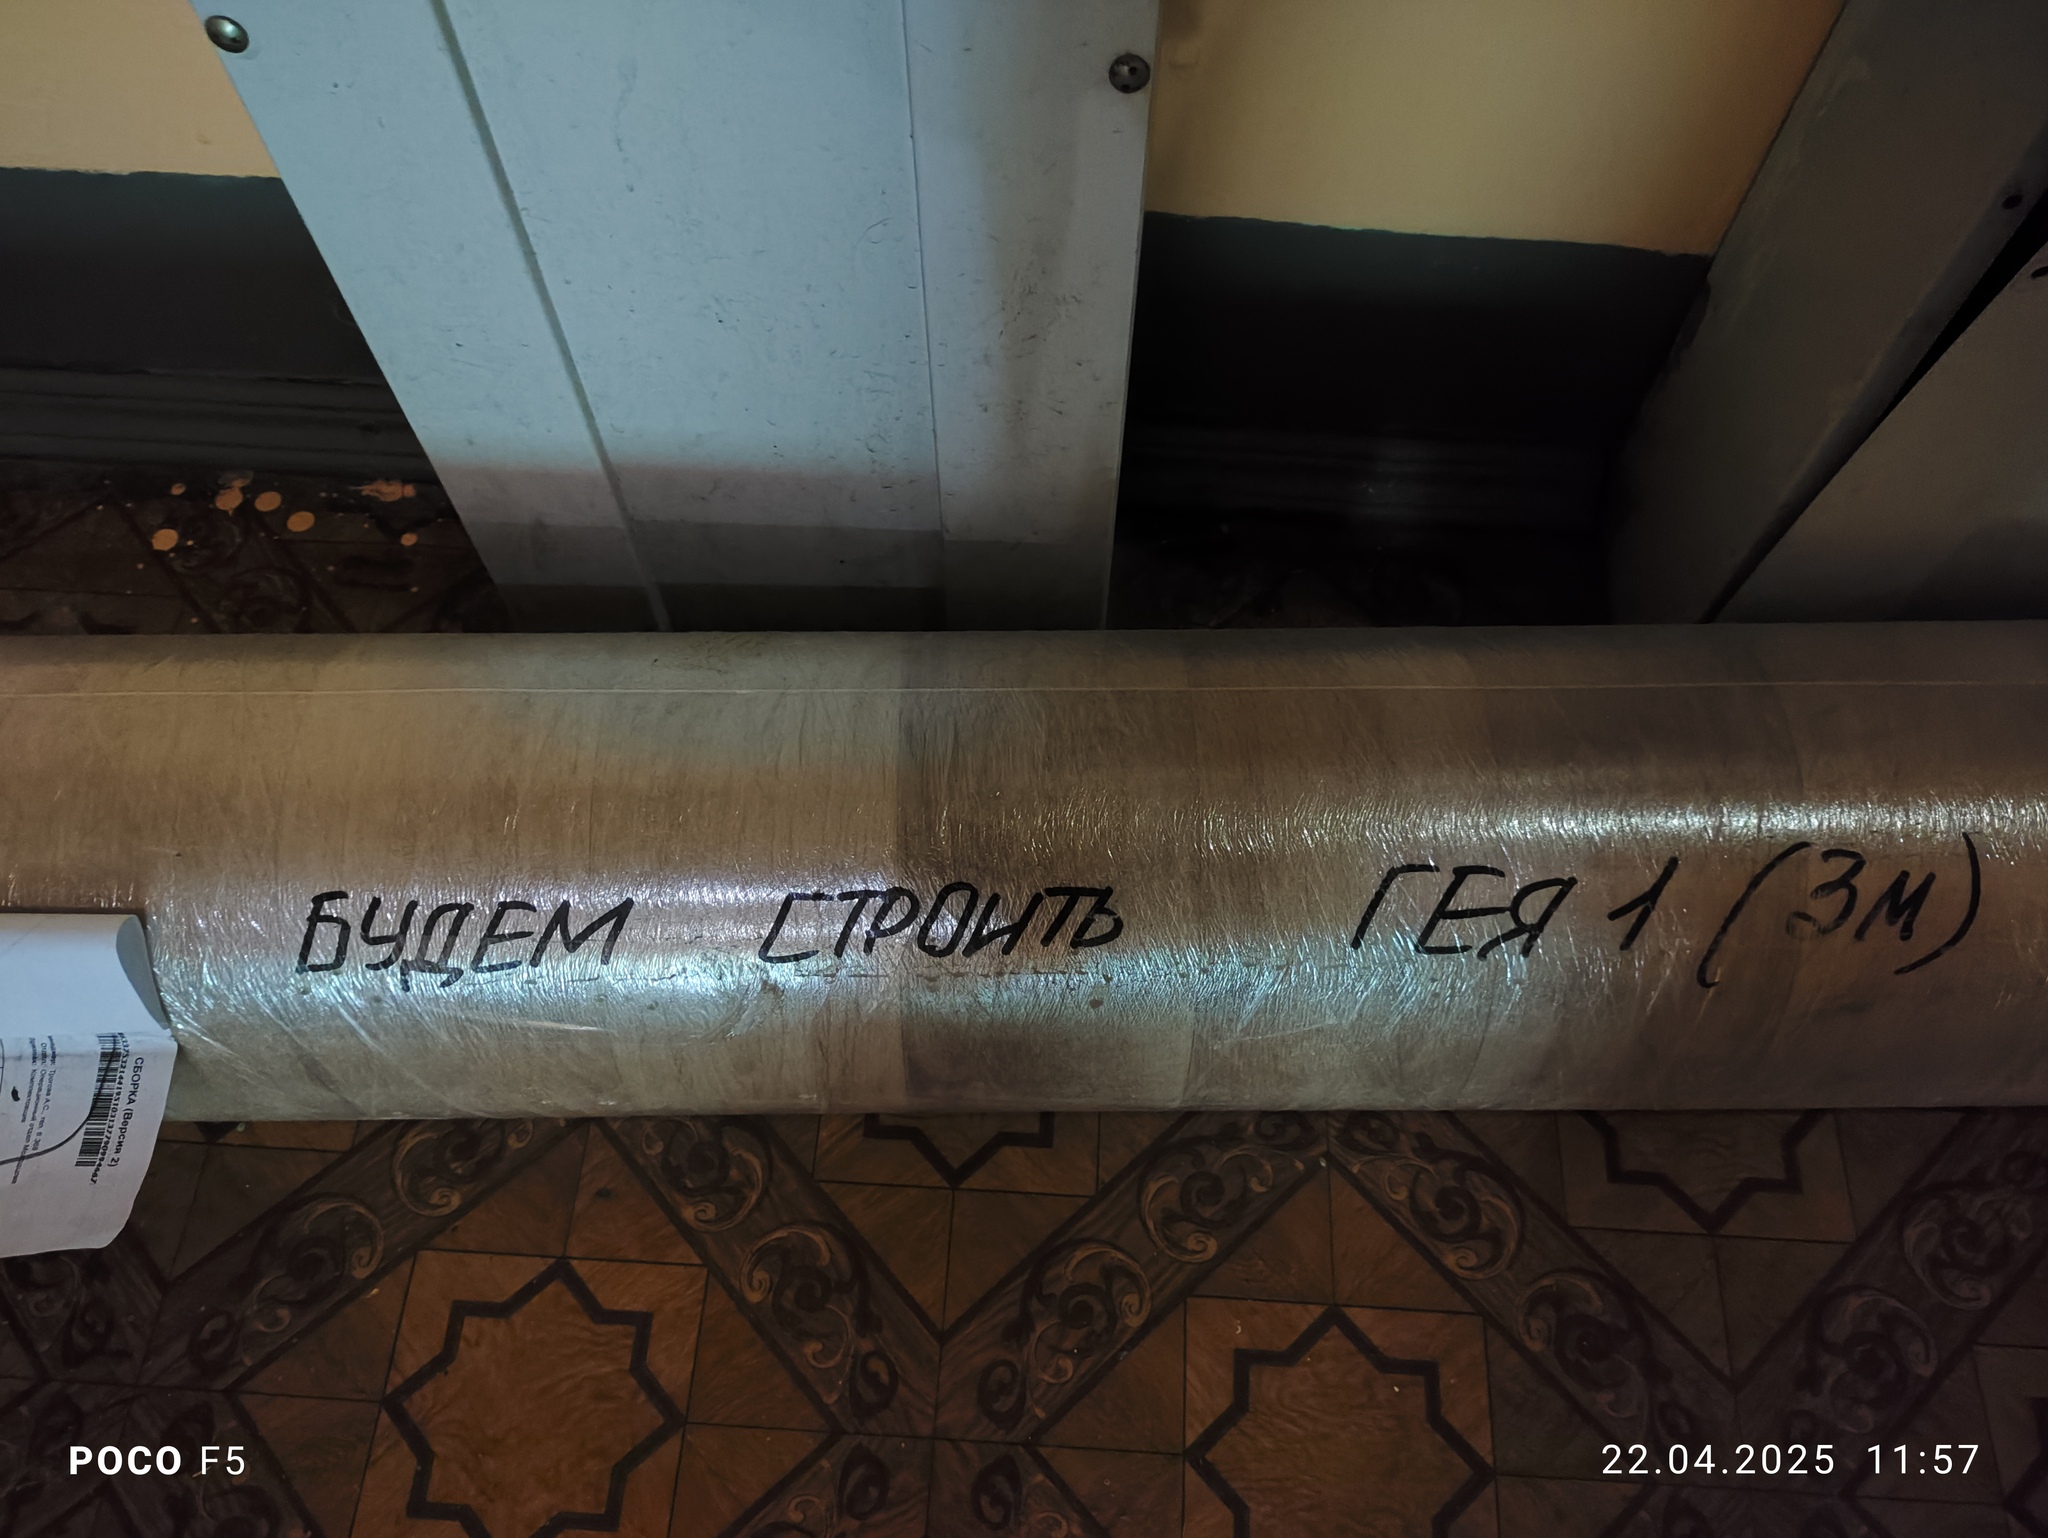 БУДЕМ СТРОИТЬ ГЕЯ 1 (3м)
СБОРКА (Версия 2)
POCO F5
22.04.2025 11:57